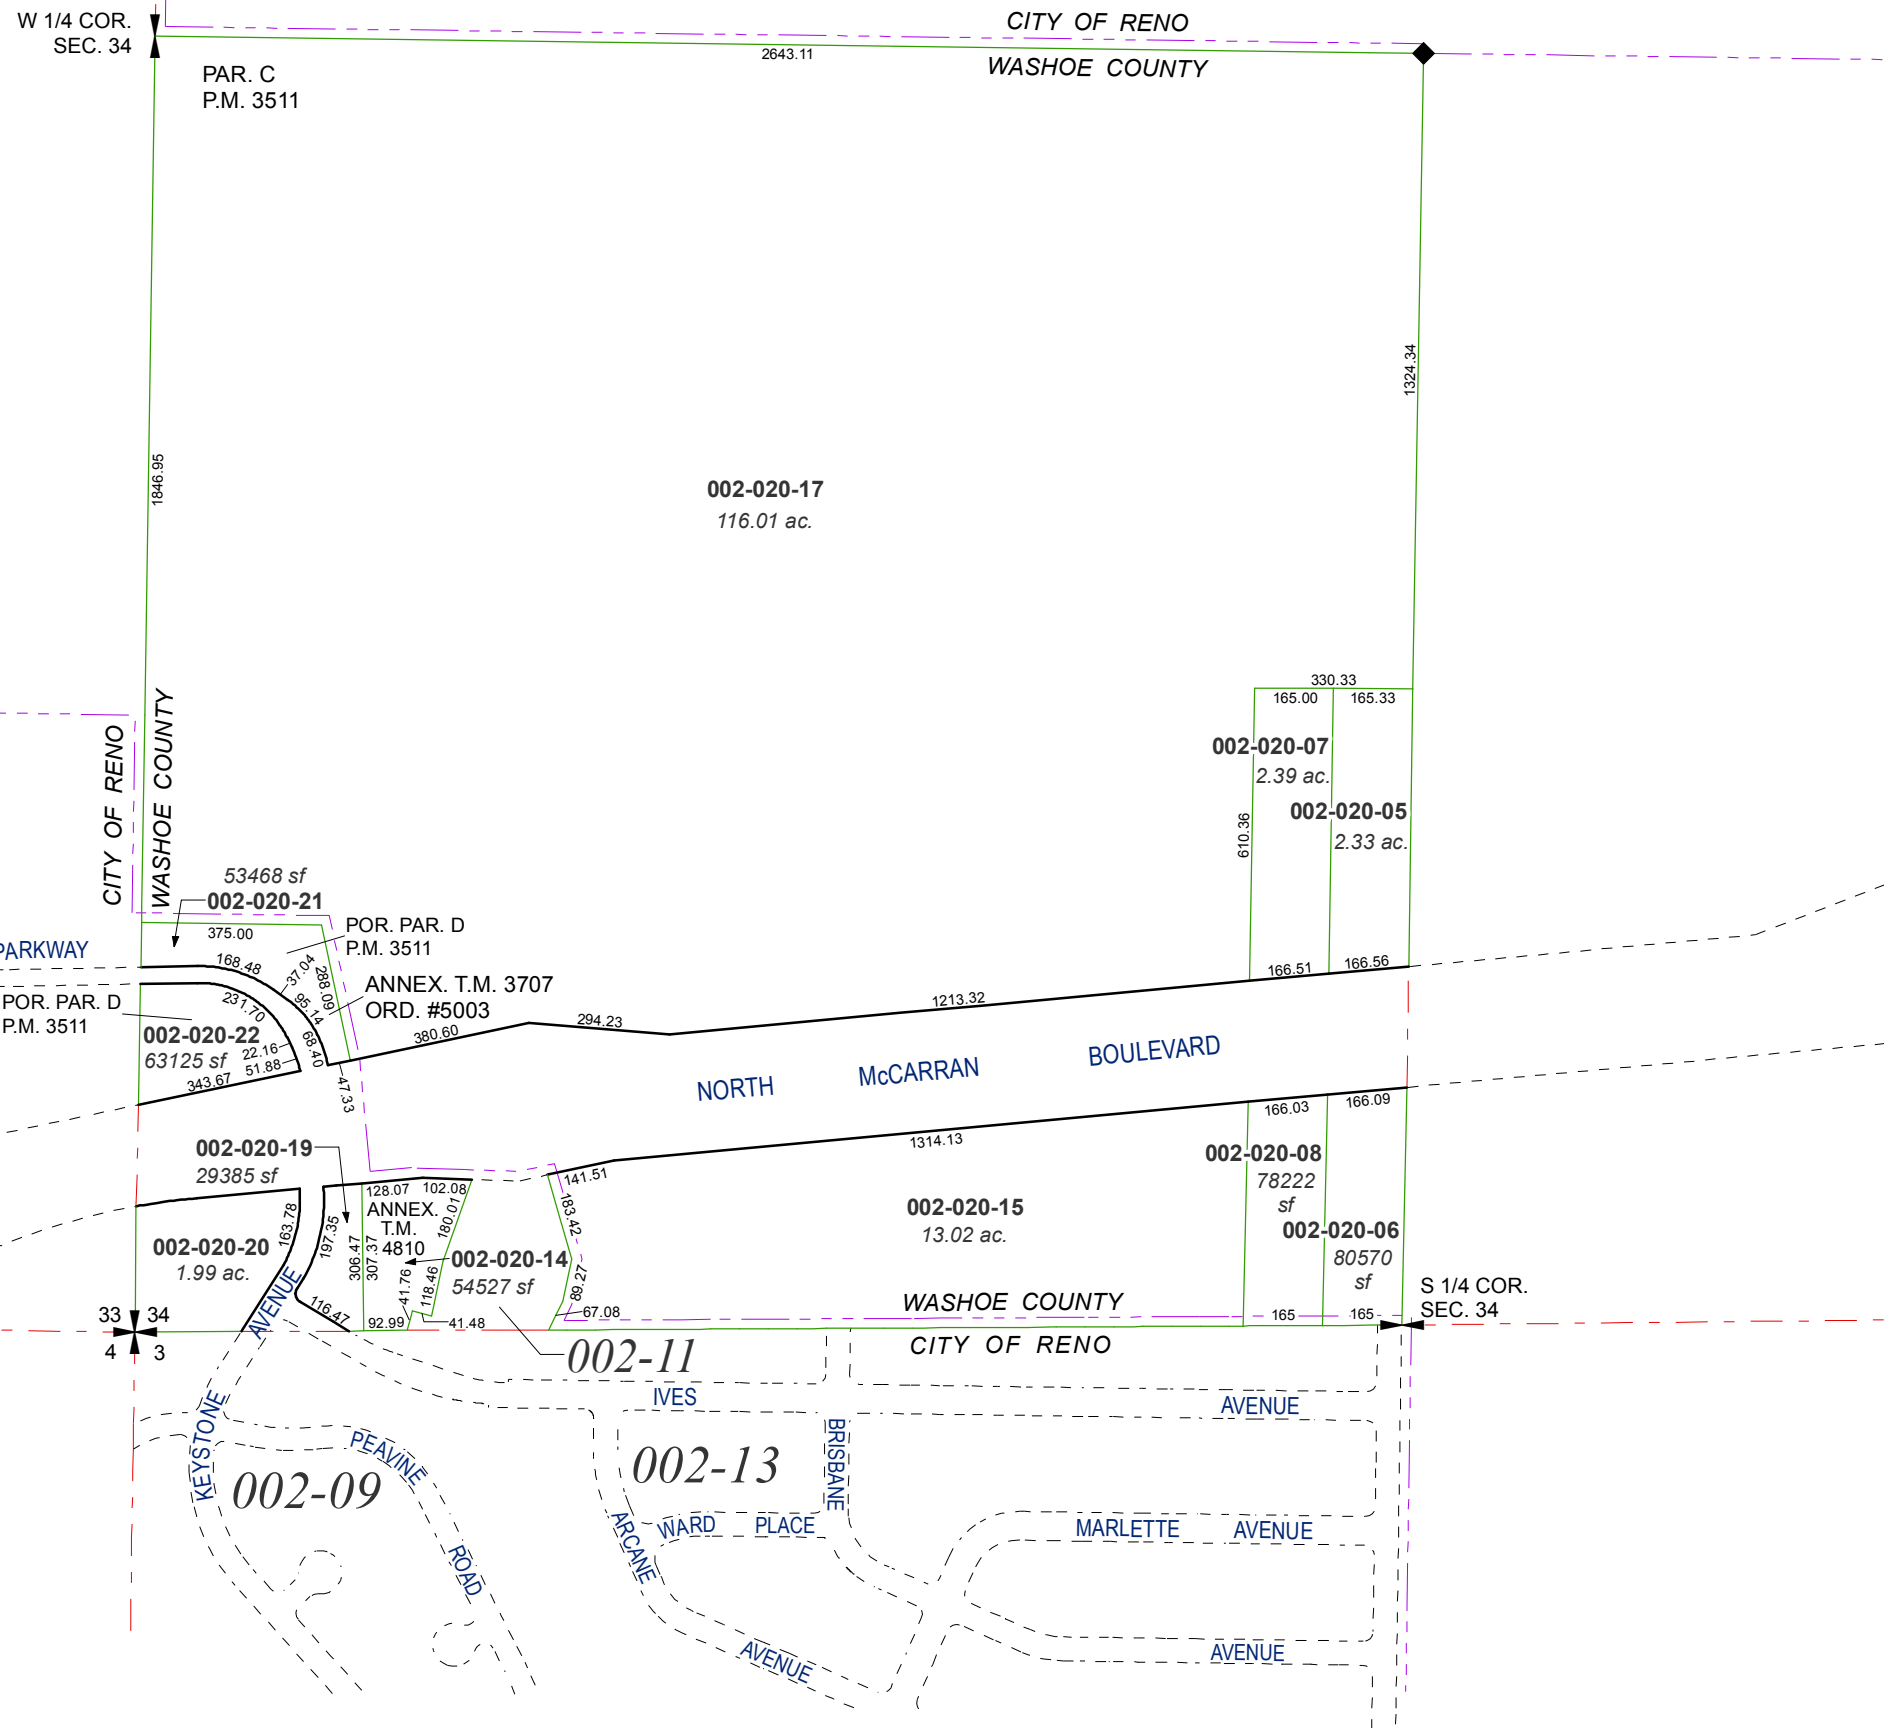 W 1/4 COR.
SEC. 34
CITY OF RENO
2643.11
WASHOE COUNTY
PAR. C
P.M. 3511
1324.34
1846.95
002-020-17
116.01 ac.
330.33
165.00
165.33
002-020-07
2.39 ac.
002-020-05
2.33 ac.
610.36
CITY OF RENO
WASHOE COUNTY
53468 sf
002-020-21
375.00
POR. PAR. D
P.M. 3511
PARKWAY
168.48
37.04
288.09
95.14
68.40
ANNEX. T.M. 3707
ORD. #5003
POR. PAR. D
P.M. 3511
231.70
002-020-22
63125 sf
22.16
51.88
343.67
47.33
380.60
294.23
1213.32
166.51
166.56
NORTH McCARRAN BOULEVARD
166.03
166.09
1314.13
141.51
002-020-19
29385 sf
128.07
102.08
ANNEX.
T.M.
4810
180.01
183.42
163.78
197.35
306.47
307.37
002-020-20
1.99 ac.
002-020-14
54527 sf
41.76
118.46
89.27
67.08
116.47
92.99
41.48
002-020-15
13.02 ac.
002-020-08
78222
sf
002-020-06
80570
sf
S 1/4 COR.
SEC. 34
WASHOE COUNTY
165
165
CITY OF RENO
33
34
4
3
KEYSTONE AVENUE
002-11
IVES AVENUE
PEAVINE ROAD
002-09
002-13
BRISBANE
WARD PLACE
ARCANE AVENUE
MARLETTE AVENUE
AVENUE